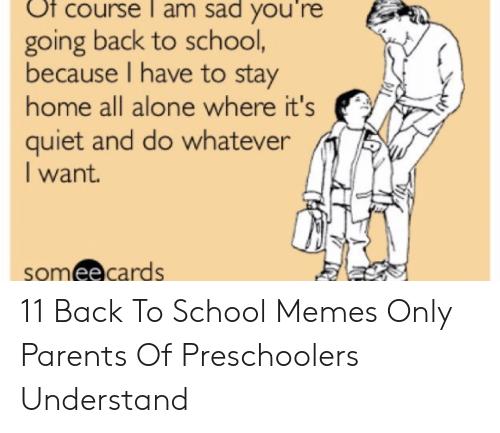 Of course I am sad you're
going back to school,
because I have to stay
home all alone where it's
quiet and do whatever
I want.
someecards
11 Back To School Memes Only
Parents Of Preschoolers
Understand